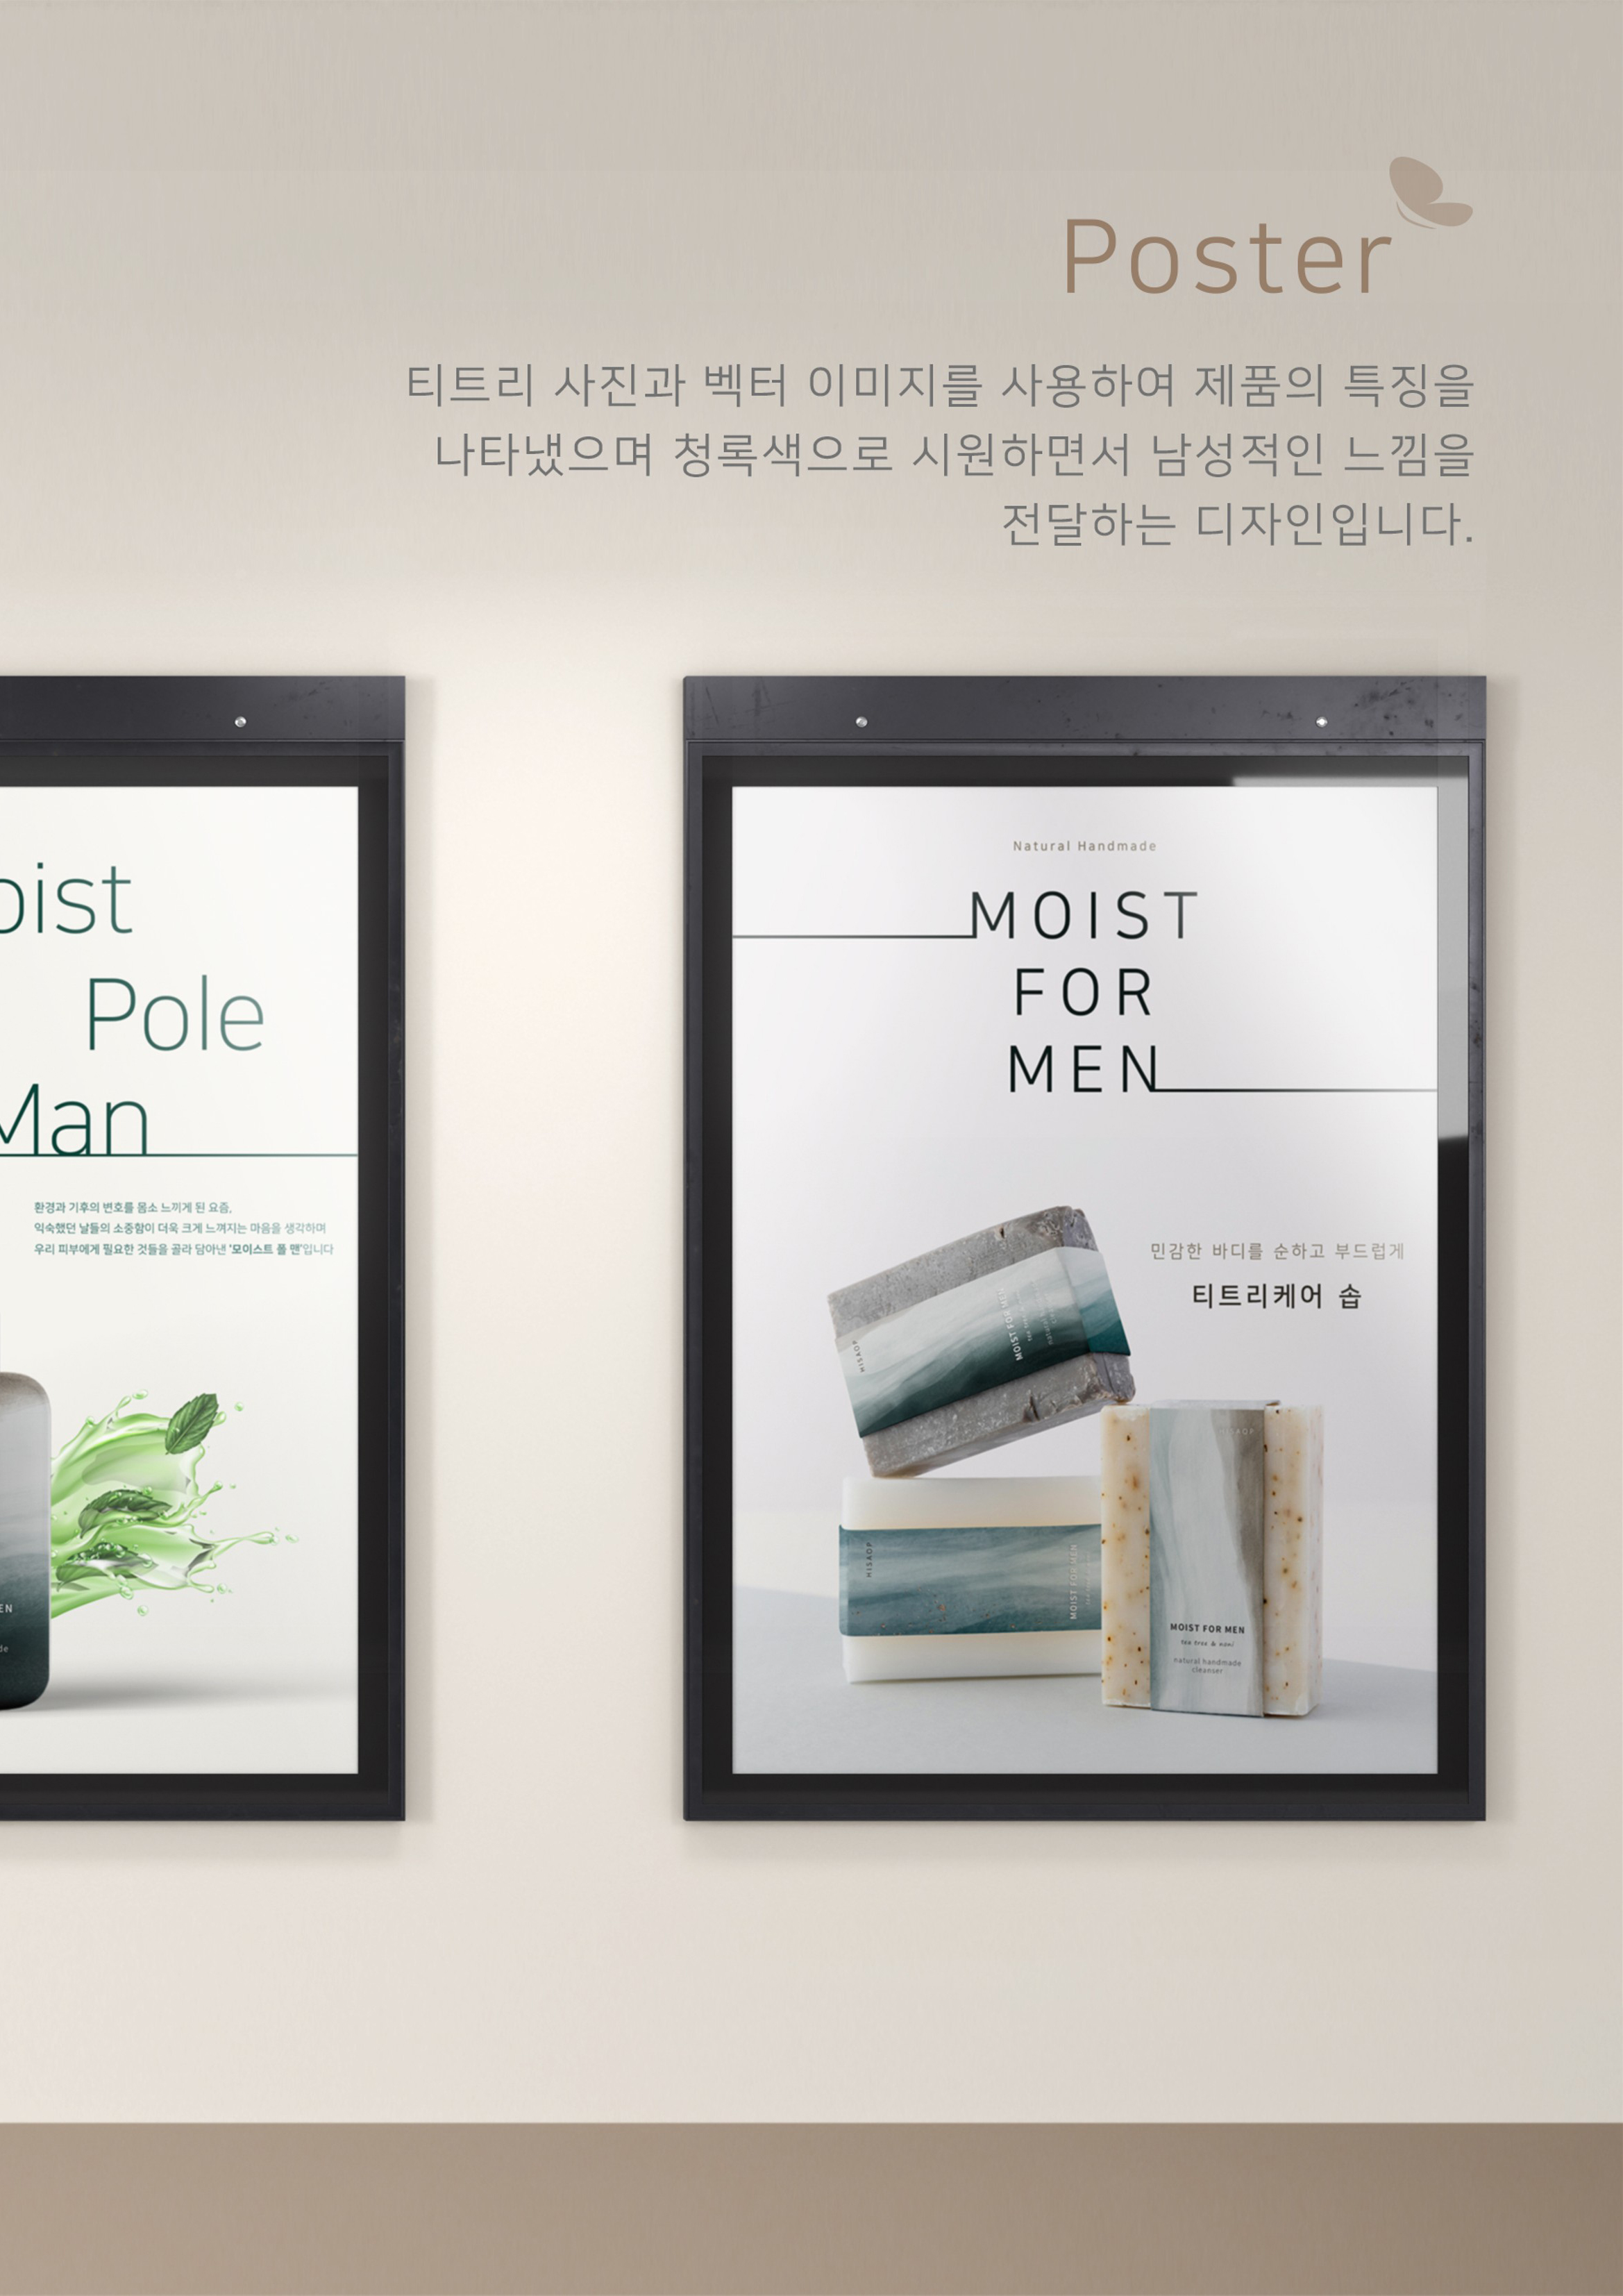 Poster
티트리 사진과 벡터 이미지를 사용하여 제품의 특징을
나타냈으며 청록색으로 시원하면서 남성적인 느낌을
전달하는 디자인입니다.
oist
Pole
Man
환경과 기후의 변호를 몸소 느끼게 된 요즘,
익숙했던 날들의 소중함이 더욱 크게 느껴지는 마음을 생각하며
우리 피부에게 필요한 것들을 골라 담아낸 '모이스트 폴 맨'입니다
EN
de
Natural Handmade
MOIST
FOR
MEN
민감한 바디를 순하고 부드럽게
티트리케어 솝
HISAOP
MOIST FOR MEN
tea tree
natural
HISAOP
MOIST FOR MEN
HISAOP
MOIST FOR MEN
tea tree & noni
natural handmade
cleanser